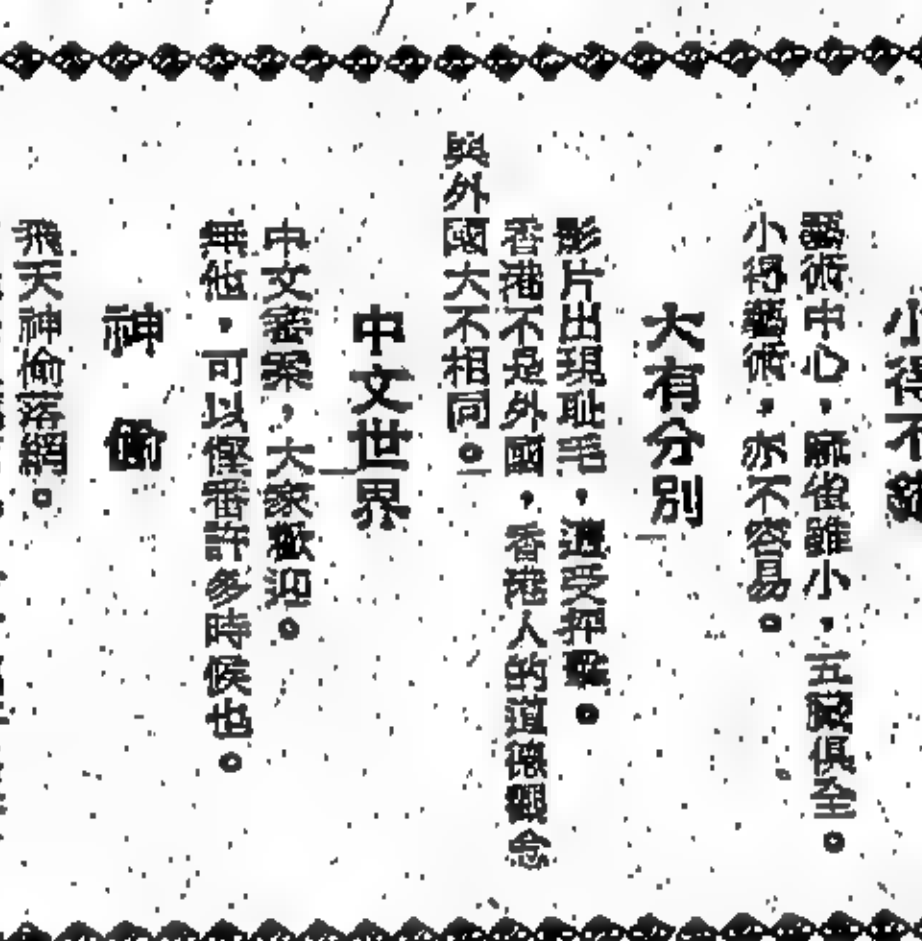 小得不錯
藝術中心，麻雀雖小，五臟俱全。
小得藝術，亦不容易。
大有分別
影片出現耻毛，遭受抨擊。
香港不是外國，香港人的道德觀念
與外國大不相同。
中文世界
中文答案，大家歡迎。
無他，可以慳番許多時候也。
神偷
飛天神偷落網。